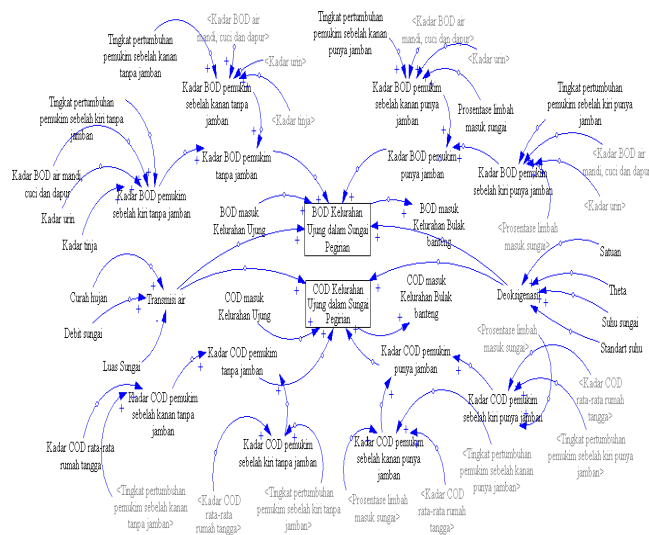 <Kadar BOD air
mandi, cuci dan dapur>
Tingkat pertumbuhan
pemukim sebelah kanan
tanpa jamban
<Kadar urin>
Kadar BOD pemukim
sebelah kanan tanpa
jamban
<Kadar tinja>
Tingkat pertumbuhan
pemukim sebelah kanan
punya jamban
<Kadar BOD air
mandi, cuci dan dapur>
<Kadar urin>
Kadar BOD pemukim
sebelah kanan punya
jamban
Prosentase limbah
masuk sungai
Tingkat pertumbuhan
pemukim sebelah kiri punya
jamban
<Kadar BOD air
mandi, cuci dan dapur>
<Kadar urin>
Kadar BOD pemukim
sebelah kiri punya jamban
<Prosentase limbah
masuk sungai>
Tingkat pertumbuhan
pemukim sebelah kiri tanpa
jamban
Kadar BOD air mandi,
cuci dan dapur
Kadar urin
Kadar tinja
Kadar BOD pemukim
sebelah kiri tanpa jamban
Kadar BOD pemukim
tanpa jamban
Kadar BOD pemukim
punya jamban
BOD masuk
Kelurahan Ujung
BOD Kelurahan
Ujung dalam Sungai
Pegirian
BOD masuk
Kelurahan Bulak
banteng
Curah hujan
Debit sungai
Luas Sungai
Transmisi air
COD masuk
Kelurahan Ujung
COD Kelurahan
Ujung dalam Sungai
Pegirian
COD masuk
Kelurahan Bulak
banteng
Deoksigenasi
Satuan
Theta
Suhu sungai
Standart suhu
Kadar COD pemukim
tanpa jamban
Kadar COD pemukim
punya jamban
<Prosentase limbah
masuk sungai>
Kadar COD pemukim
sebelah kanan tanpa
jamban
Kadar COD rata-rata
rumah tangga
<Tingkat pertumbuhan
pemukim sebelah kanan
tanpa jamban>
Kadar COD pemukim
sebelah kiri tanpa jamban
<Kadar COD
rata-rata
rumah tangga>
<Tingkat pertumbuhan
pemukim sebelah kiri
tanpa jamban>
Kadar COD pemukim
sebelah kanan punya
jamban
<Prosentase limbah
masuk sungai>
<Kadar COD
rata-rata
rumah tangga>
<Tingkat pertumbuhan
pemukim sebelah kanan
punya jamban>
Kadar COD pemukim
sebelah kiri punya jamban
<Kadar COD
rata-rata rumah
tangga>
<Tingkat pertumbuhan
pemukim sebelah kiri punya
jamban>